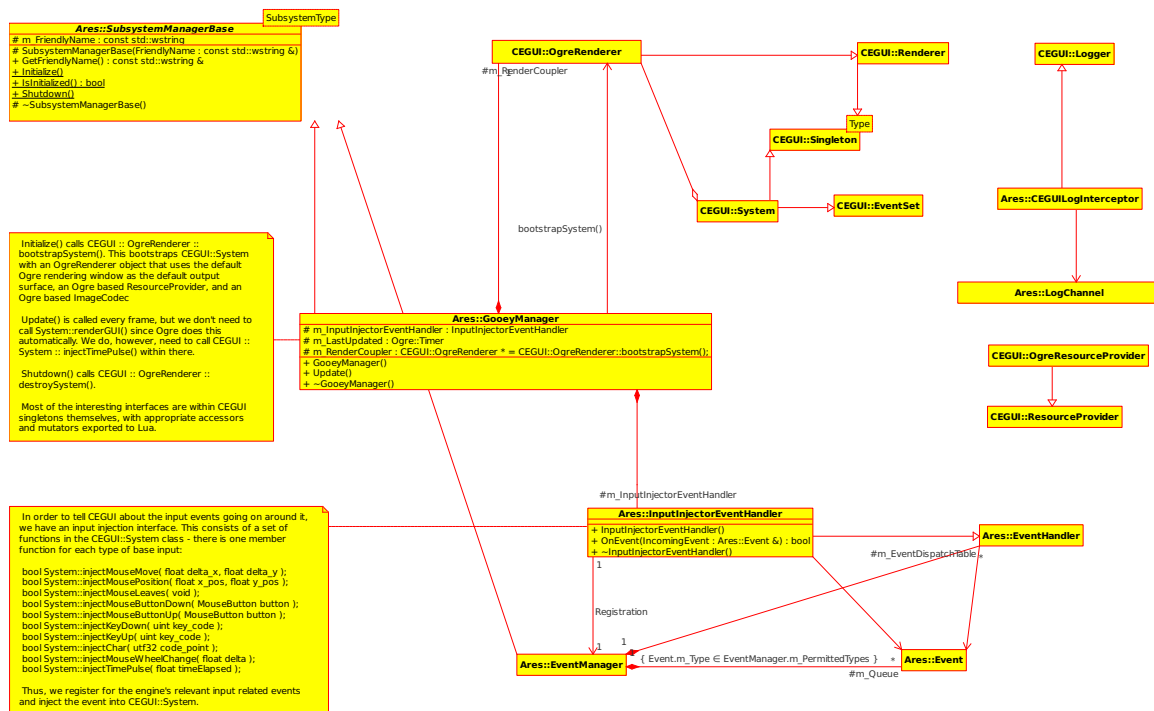 SubsystemType
Ares::SubsystemManagerBase
# m_FriendlyName : const std::wstring
# SubsystemManagerBase(FriendlyName : const std::wstring &)
+ GetFriendlyName() : const std::wstring &
+ Initialize()
+ IsInitialized() : bool
+ Shutdown()
# ~SubsystemManagerBase()
CEGUI::OgreRenderer
#m_RenderCoupler
1
CEGUI::Renderer
Type
CEGUI::Singleton
CEGUI::System
CEGUI::EventSet
CEGUI::Logger
Ares::CEGUILogInterceptor
Ares::LogChannel
CEGUI::OgreResourceProvider
CEGUI::ResourceProvider
bootstrapSystem()
Initialize() calls CEGUI :: OgreRenderer ::
bootstrapSystem(). This bootstraps CEGUI::System
with an OgreRenderer object that uses the default
Ogre rendering window as the default output
surface, an Ogre based ResourceProvider, and an
Ogre based ImageCodec
Update() is called every frame, but we don't need to
call System::renderGUI() since Ogre does this
automatically. We do, however, need to call CEGUI ::
System :: injectTimePulse() within there.
Shutdown() calls CEGUI :: OgreRenderer ::
destroySystem().
Most of the interesting interfaces are within CEGUI
singletons themselves, with appropriate accessors
and mutators exported to Lua.
Ares::GooeyManager
# m_InputInjectorEventHandler : InputInjectorEventHandler
# m_LastUpdated : Ogre::Timer
# m_RenderCoupler : CEGUI::OgreRenderer * = CEGUI::OgreRenderer::bootstrapSystem();
+ GooeyManager()
+ Update()
+ ~GooeyManager()
#m_InputInjectorEventHandler
Ares::InputInjectorEventHandler
+ InputInjectorEventHandler()
+ OnEvent(IncomingEvent : Ares::Event &) : bool
+ ~InputInjectorEventHandler()
Ares::EventHandler
#m_EventDispatchTable
*
1
Registration
1
1
1
Ares::EventManager
{ Event.m_Type ∈ EventManager.m_PermittedTypes }
*
#m_Queue
Ares::Event
In order to tell CEGUI about the input events going on around it,
we have an input injection interface. This consists of a set of
functions in the CEGUI::System class - there is one member
function for each type of base input:
bool System::injectMouseMove( float delta_x, float delta_y );
bool System::injectMousePosition( float x_pos, float y_pos );
bool System::injectMouseLeaves( void );
bool System::injectMouseButtonDown( MouseButton button );
bool System::injectMouseButtonUp( MouseButton button );
bool System::injectKeyDown( uint key_code );
bool System::injectKeyUp( uint key_code );
bool System::injectChar( utf32 code_point );
bool System::injectMouseWheelChange( float delta );
bool System::injectTimePulse( float timeElapsed );
Thus, we register for the engine's relevant input related events
and inject the event into CEGUI::System.